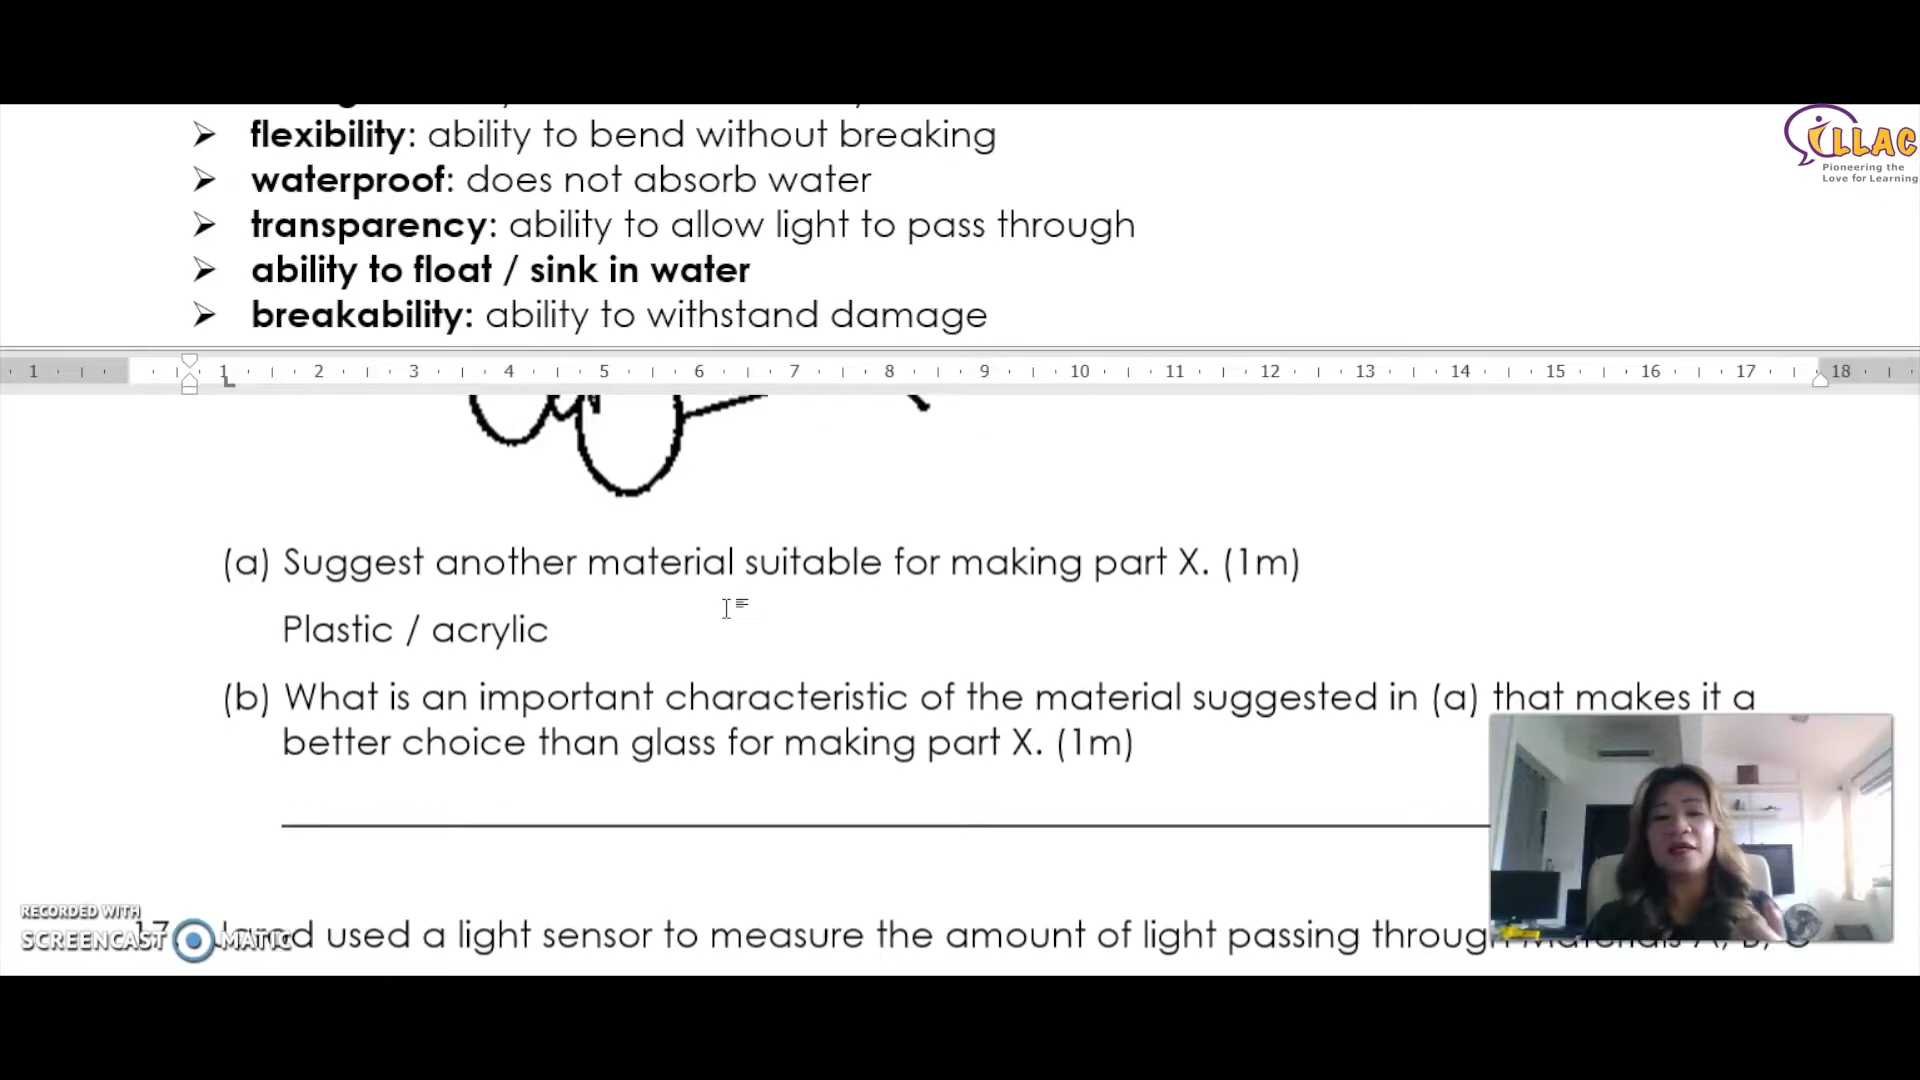 flexibility: ability to bend without breaking
waterproof: does not absorb water
transparency: ability to allow light to pass through
ability to float / sink in water
breakability: ability to withstand damage
iLLAC
Pioneering the
Love for Learning
1 1 2 3 4 5 6 7 8 9 10 11 12 13 14 15 16 17 18
(a) Suggest another material suitable for making part X. (1m)
Plastic / acrylic
(b) What is an important characteristic of the material suggested in (a) that makes it a
better choice than glass for making part X. (1m)
17. Jarod used a light sensor to measure the amount of light passing through Materials A, B, C
RECORDED WITH
SCREENCAST MATIC